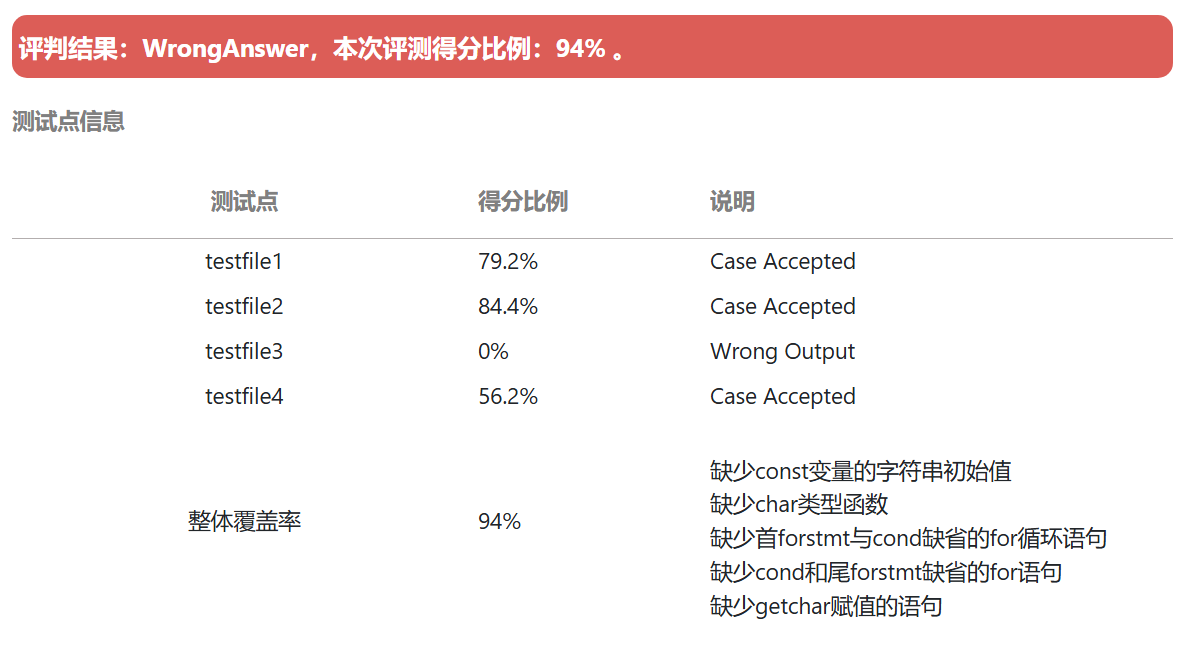 评判结果：WrongAnswer，本次评测得分比例：94% 。
测试点信息
测试点 得分比例 说明
testfile1 79.2% Case Accepted
testfile2 84.4% Case Accepted
testfile3 0% Wrong Output
testfile4 56.2% Case Accepted
缺少const变量的字符串初始值
缺少char类型函数
整体覆盖率 94% 缺少首forstmt与cond缺省的for循环语句
缺少cond和尾forstmt缺省的for语句
缺少getchar赋值的语句